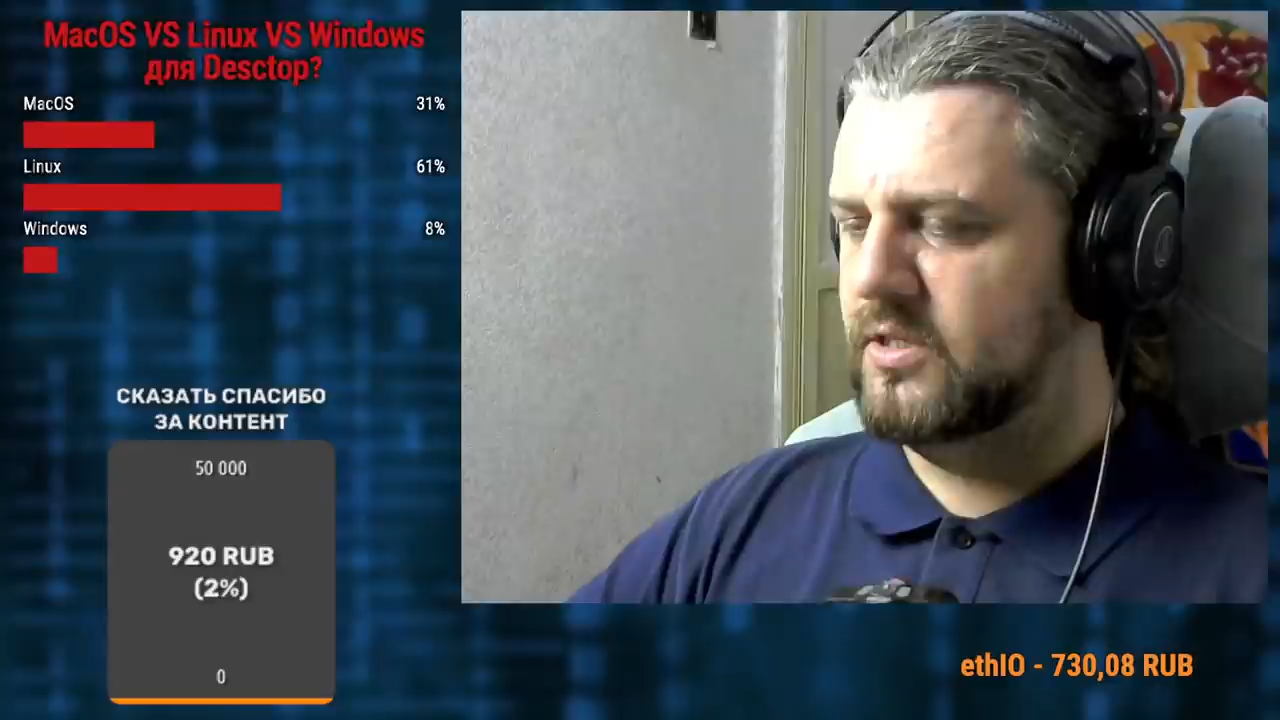 MacOS VS Linux VS Windows
для Desctop?
MacOS 31%
Linux 61%
Windows 8%
СКАЗАТЬ СПАСИБО
ЗА КОНТЕНТ
50 000
920 RUB
(2%)
0
ethIO - 730,08 RUB